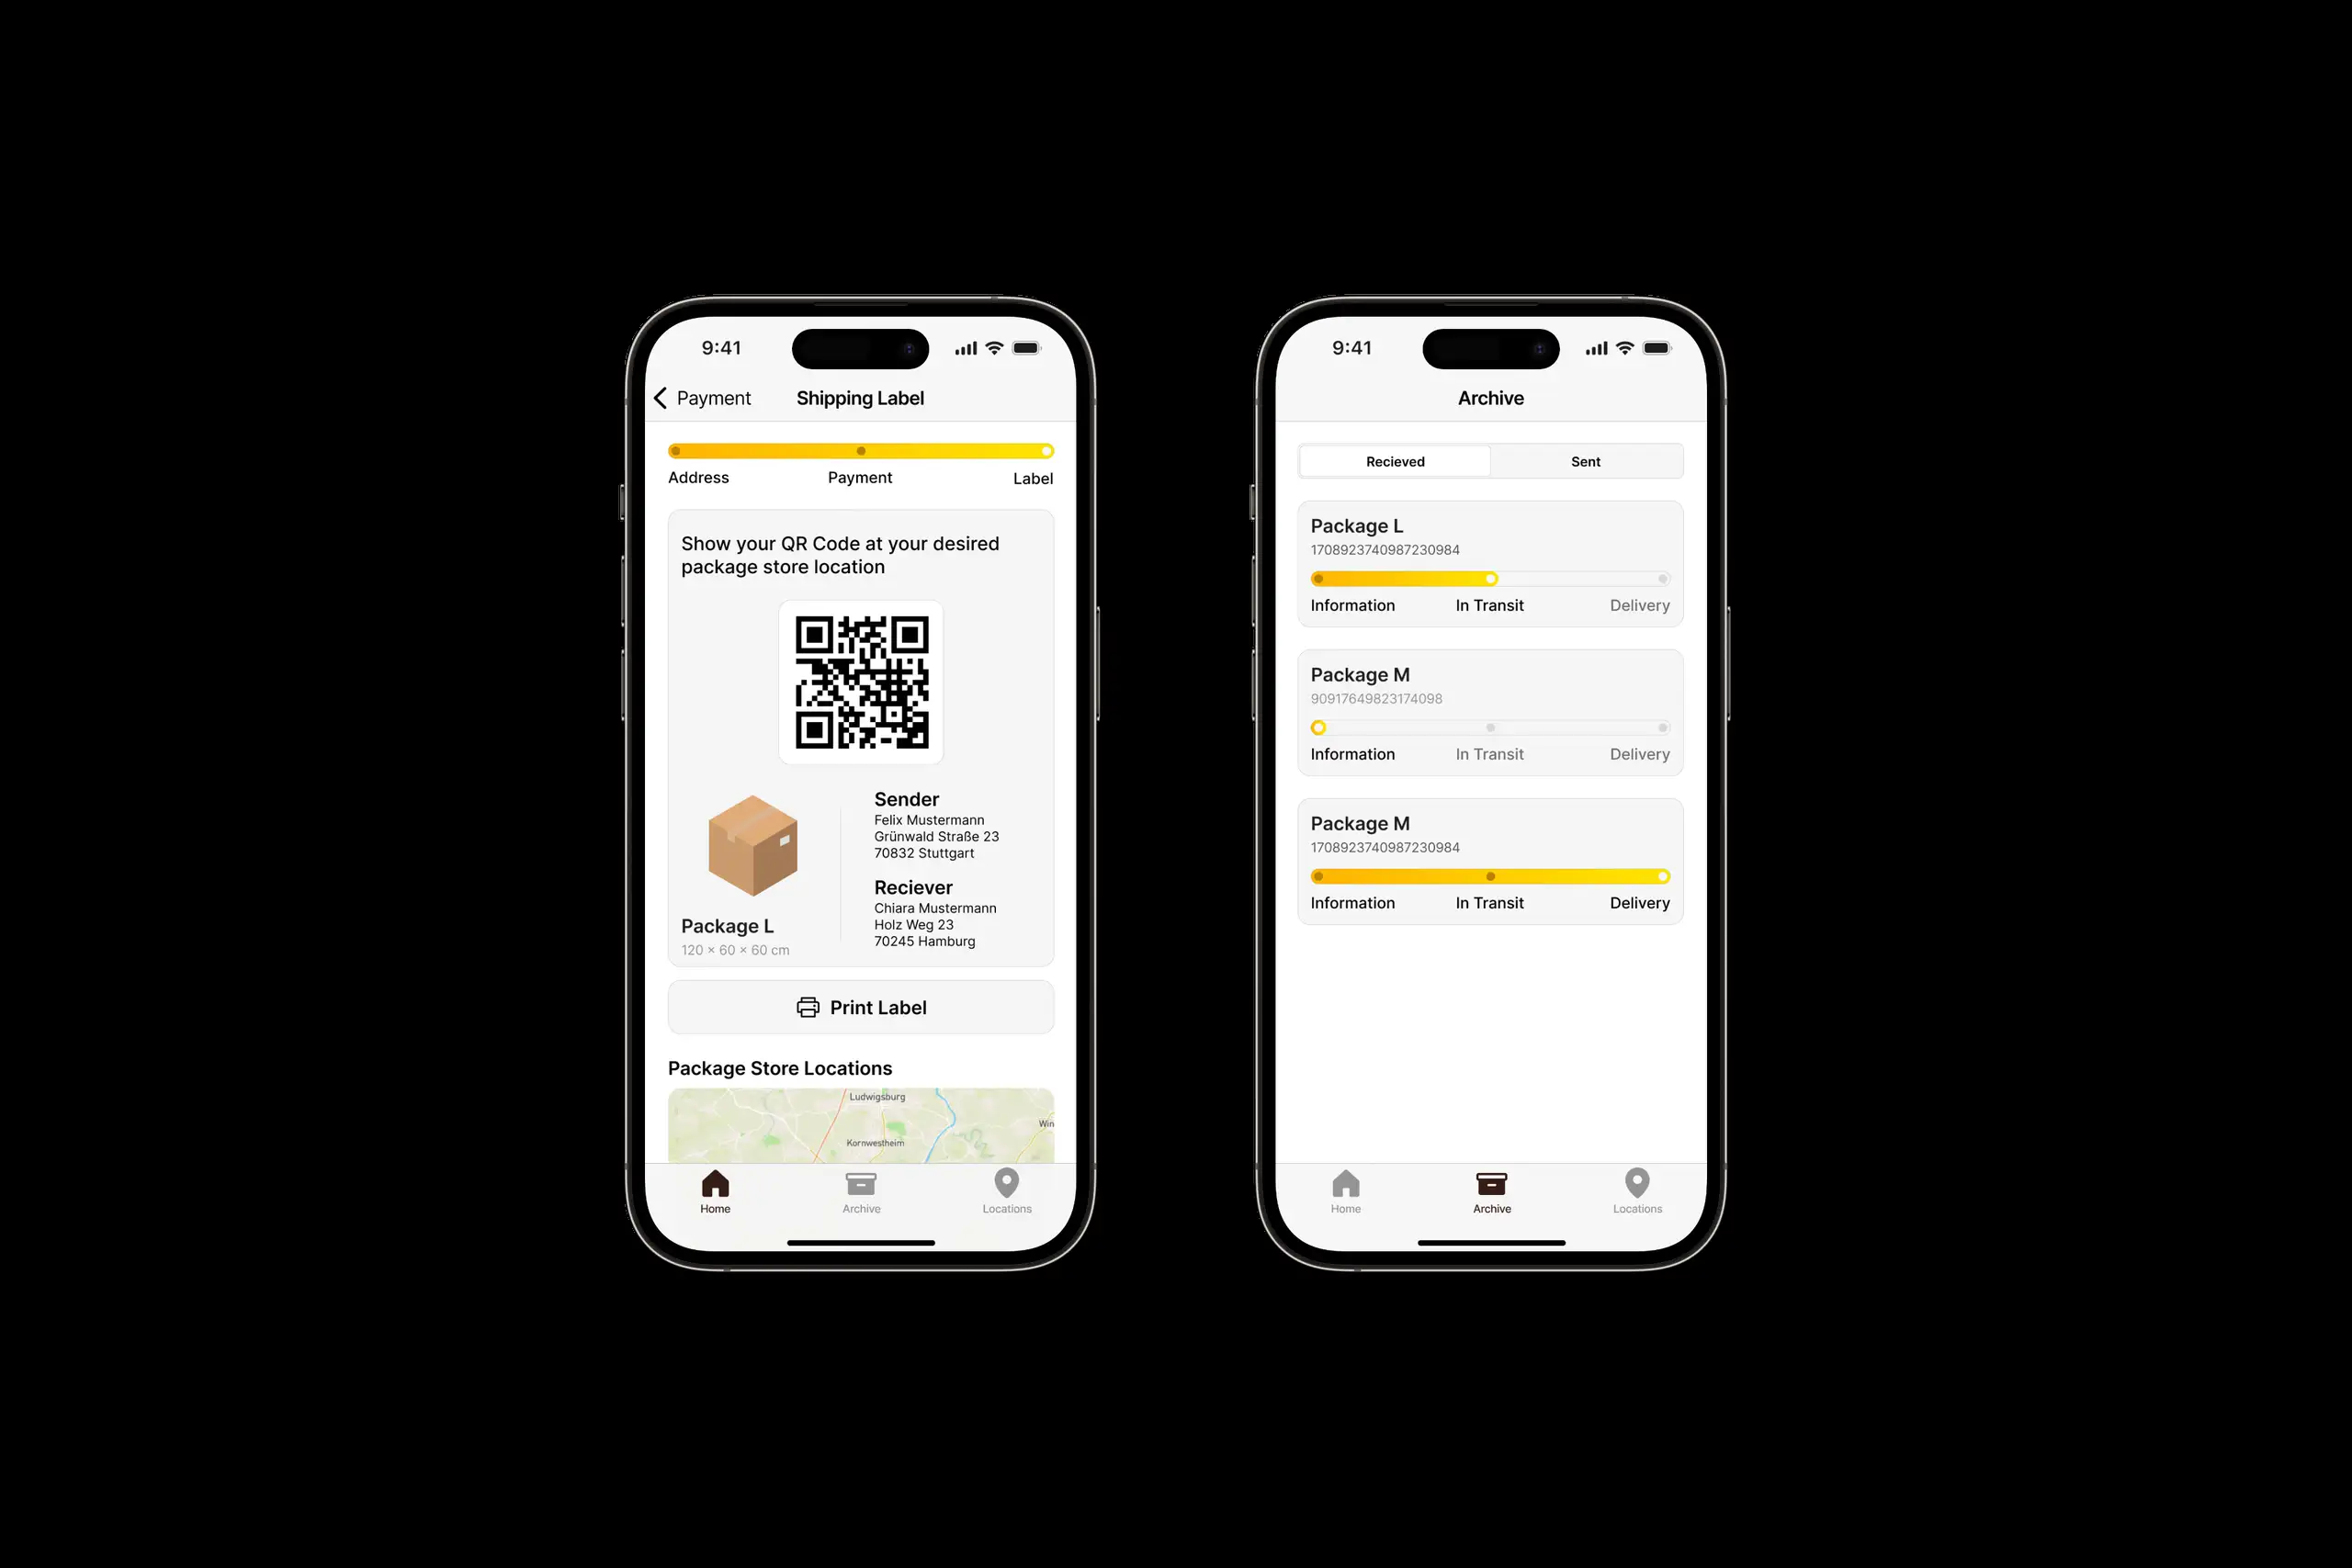 9:41
Payment
Shipping Label
Address
Payment
Label
Show your QR Code at your desired
package store location
Sender
Felix Mustermann
Grünwald Straße 23
70832 Stuttgart
Reciever
Chiara Mustermann
Holz Weg 23
70245 Hamburg
Package L
120 × 60 × 60 cm
Print Label
Package Store Locations
Ludwigsburg
Win
Kornwestheim
Home
Archive
Locations
9:41
Archive
Recieved
Sent
Package L
1708923740987230984
Information
In Transit
Delivery
Package M
90917649823174098
Information
In Transit
Delivery
Package M
1708923740987230984
Information
In Transit
Delivery
Home
Archive
Locations